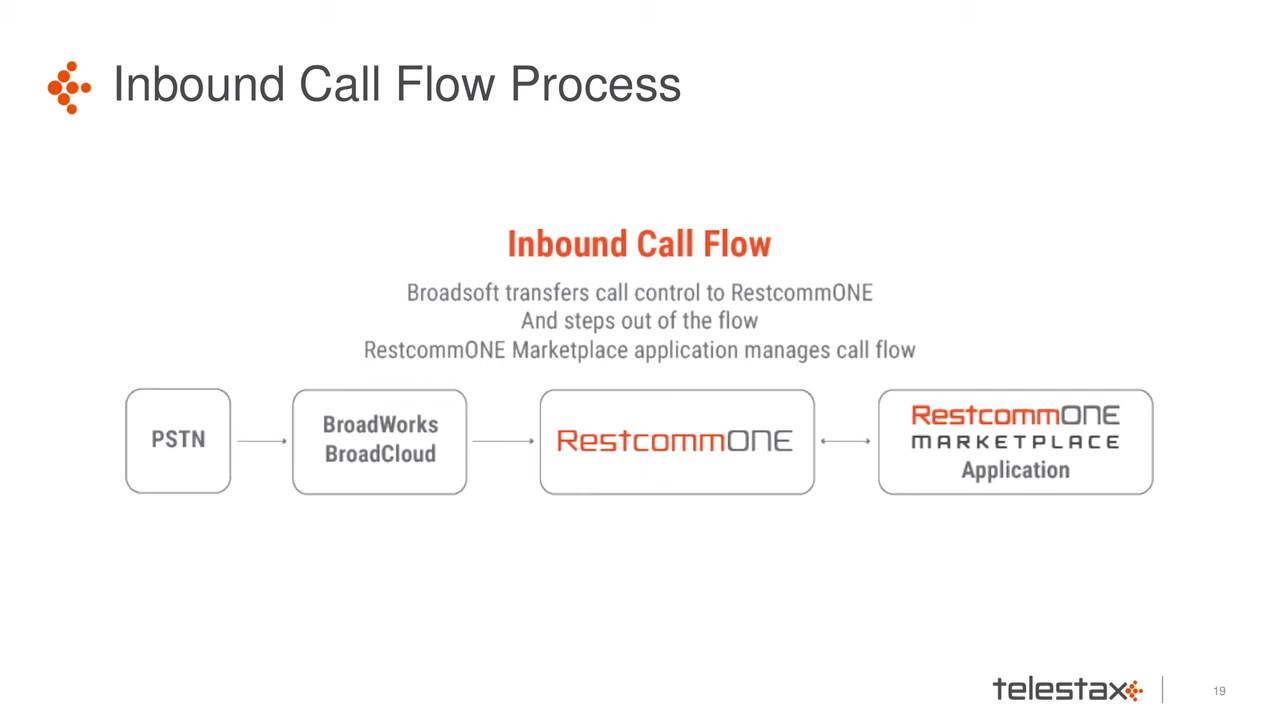 Inbound Call Flow Process
Inbound Call Flow
Broadsoft transfers call control to RestcommONE
And steps out of the flow
RestcommONE Marketplace application manages call flow
PSTN
BroadWorks
BroadCloud
RestcommONE
RestcommONE
MARKETPLACE
Application
telestax
19